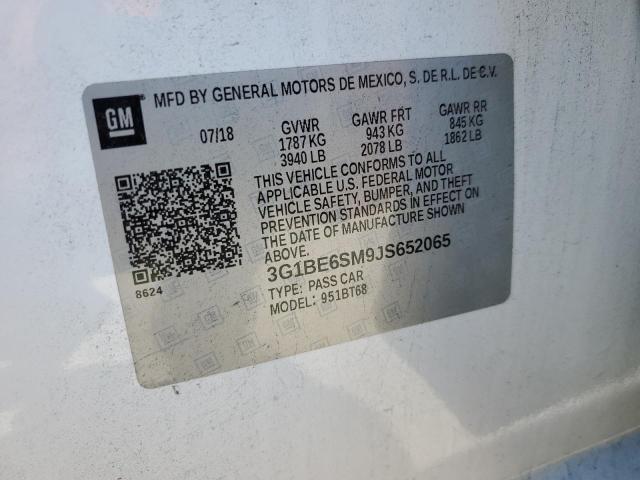 GM MFD BY GENERAL MOTORS DE MEXICO, S. DE R.L. DE C.V.
07/18 GVWR GAWR FRT GAWR RR
1787 KG 943 KG 845 KG
3940 LB 2078 LB 1862 LB
THIS VEHICLE CONFORMS TO ALL
APPLICABLE U.S. FEDERAL MOTOR
VEHICLE SAFETY, BUMPER, AND THEFT
PREVENTION STANDARDS IN EFFECT ON
THE DATE OF MANUFACTURE SHOWN
ABOVE.
3G1BE6SM9JS652065
8624
TYPE: PASS CAR
MODEL: 951BT68